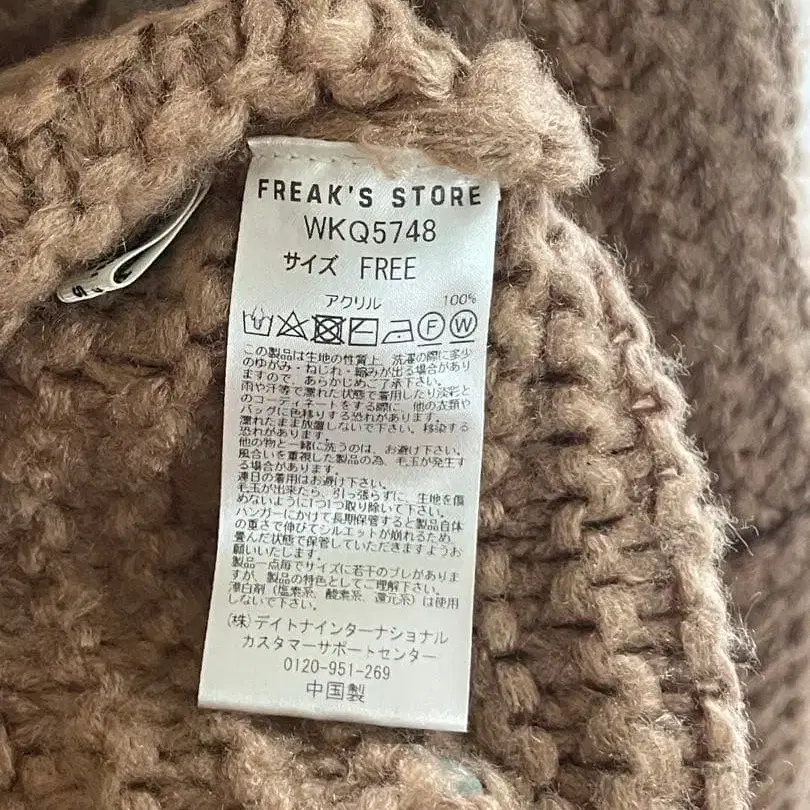 FREAK'S STORE
WKQ5748
サイズ FREE
アクリル 100%
F W
この製品は生地の性質上、洗濯の際に多少
のゆがみ・ねじれ・縮みが出る場合があり
ますので、あらかじめご了承下さい。
雨や汗等で濡れた状態で着用したり淡彩と
のコーディネートをする際に、他の衣類や
バッグに色移りする恐れがあります。
濡れたまま放置しないで下さい。移染する
恐れがあります。
他の物と一緒に洗うのは、お避け下さい。
風合いを重視した製品の為、毛玉が発生す
る場合があります。
連日の着用はお避け下さい。
毛玉が出来たら、引っ張らずに、生地を傷
めないように1つ1つ取り除いて下さい。
ハンガーにかけて長期保管すると製品自体
の重さで伸びてシルエットが崩れるため、
畳んだ状態で保管していただきますようお
願いいたします。
製品一点毎でサイズに若干のブレがありま
すが、製品の特色としてご理解下さい。
漂白剤（塩素系、酸素系、還元系）は使用
しないで下さい。
(株)デイトナインターナショナル
カスタマーサポートセンター
0120-951-269
中国製